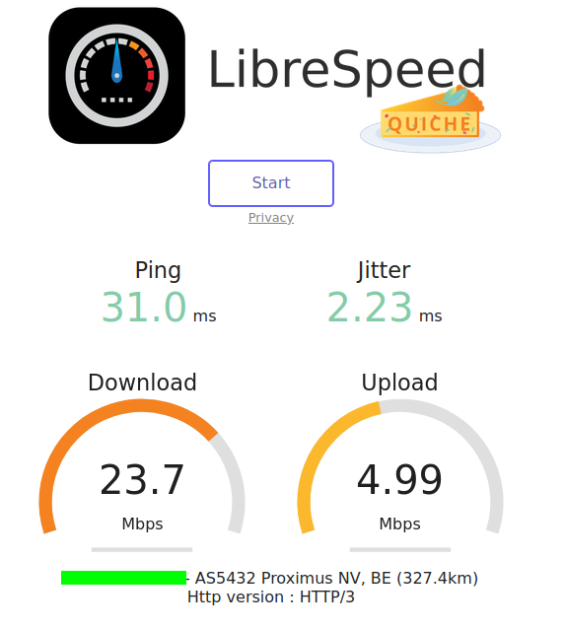 LibreSpeed
QUICHE
Start
Privacy
Ping
Jitter
31.0 ms
2.23 ms
Download
Upload
23.7
4.99
Mbps
Mbps
- AS5432 Proximus NV, BE (327.4km)
Http version : HTTP/3